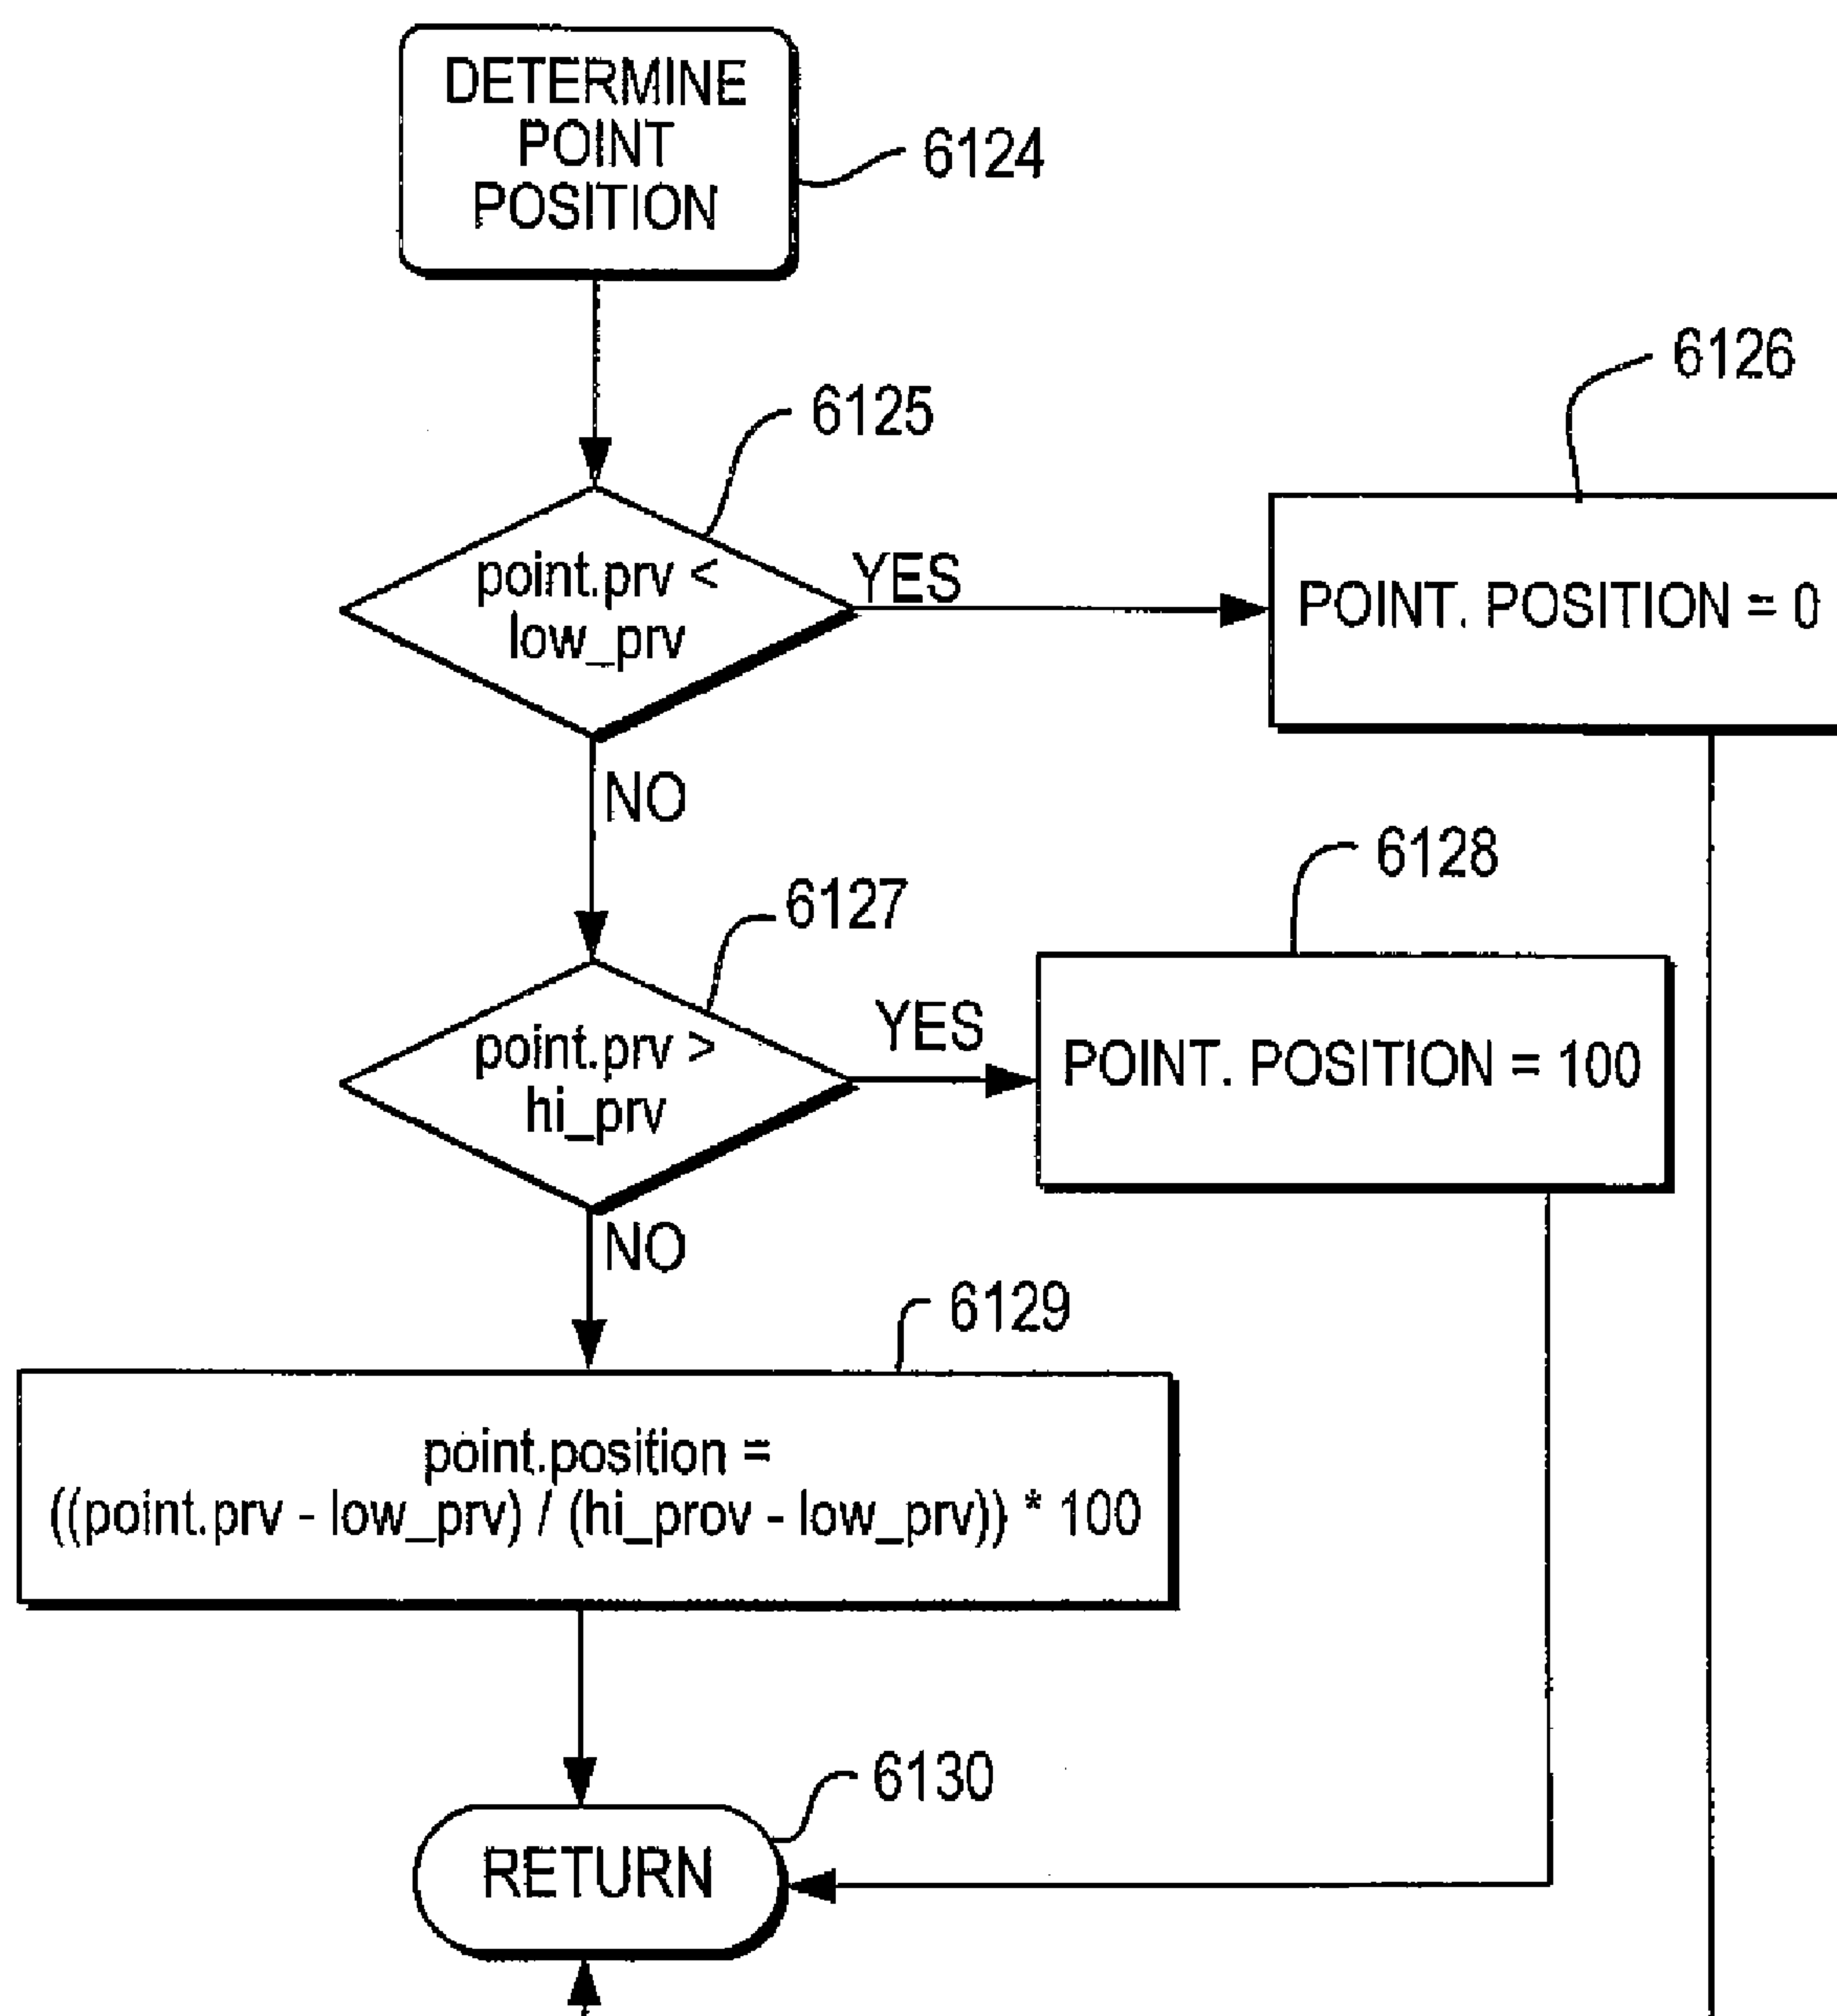 DETERMINE
POINT
POSITION
6124
6125
point.prv <
low_prv
YES
6126
POINT. POSITION = 0
NO
6127
point.prv >
hi_prv
YES
6128
POINT. POSITION = 100
NO
6129
point.position =
((point.prv - low_prv) / (hi_prov - low_prv)) * 100
6130
RETURN